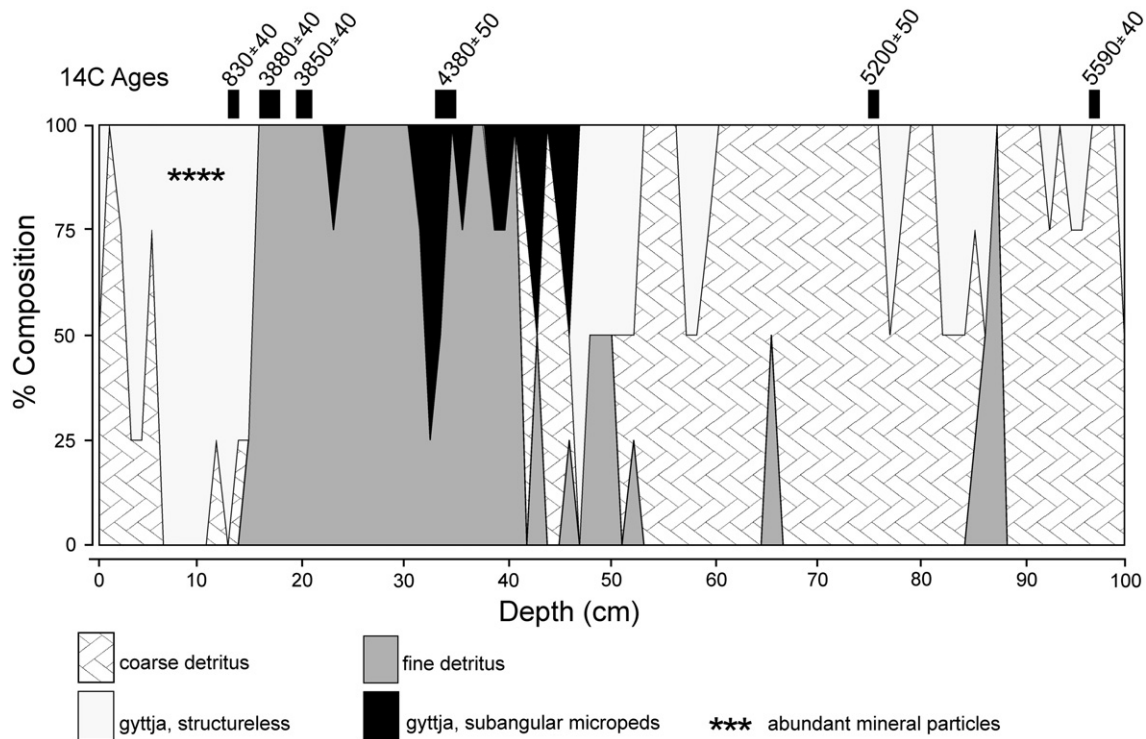 830±40 3880±40 3850±40 4380±50 5200±50 5590±40
14C Ages
100
75
50
25
0
% Composition
0 10 20 30 40 50 60 70 80 90 100
Depth (cm)
****
coarse detritus fine detritus
gyttja, structureless gyttja, subangular micropeds *** abundant mineral particles